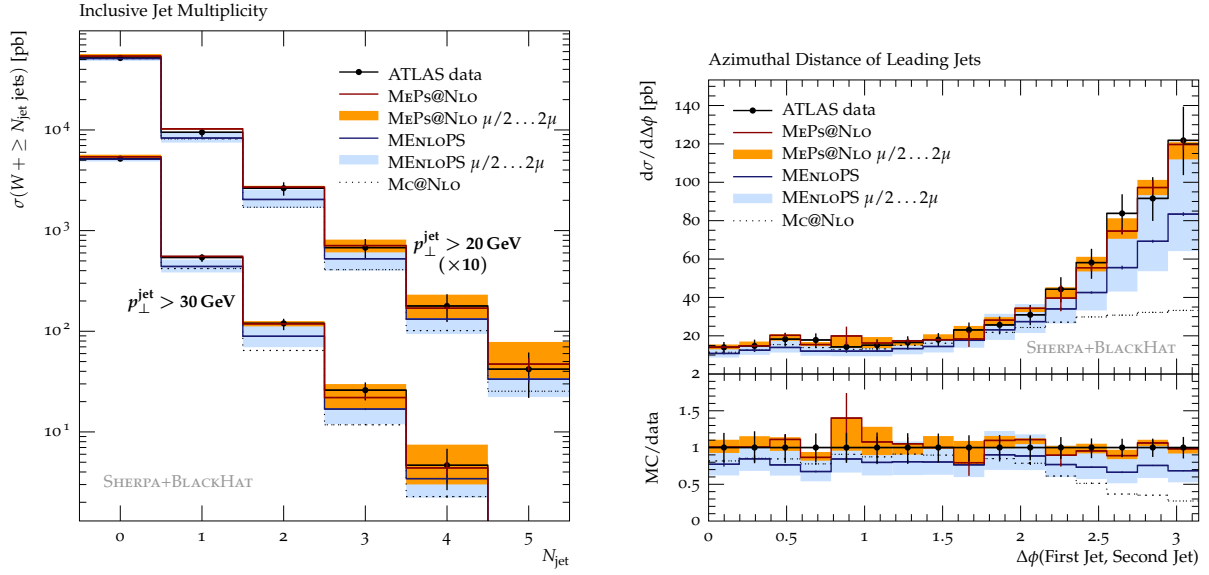 Inclusive Jet Multiplicity
σ(W + ≥ N_jet jets) [pb]
10^4
10^3
10^2
10^1
ATLAS data
MEPS@NLO
MEPS@NLO μ/2 . . . 2μ
MENLOPS
MENLOPS μ/2 . . . 2μ
MC@NLO
p_⊥^jet > 20 GeV
(×10)
p_⊥^jet > 30 GeV
SHERPA+BLACKHAT
0 1 2 3 4 5
N_jet
Azimuthal Distance of Leading Jets
dσ/dΔϕ [pb]
140
120
100
80
60
40
20
0
ATLAS data
MEPS@NLO
MEPS@NLO μ/2 . . . 2μ
MENLOPS
MENLOPS μ/2 . . . 2μ
MC@NLO
SHERPA+BLACKHAT
MC/data
2
1.5
1
0.5
0
0 0.5 1 1.5 2 2.5 3
Δϕ(First Jet, Second Jet)